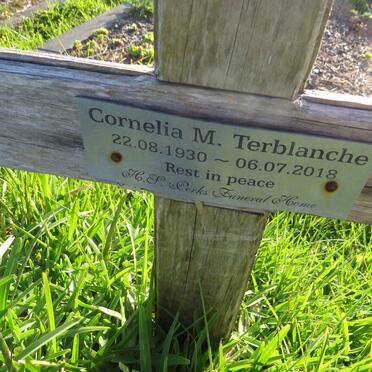 Cornelia M. Terblanche
22.08.1930 ~ 06.07.2018
Rest in peace
Funeral Home